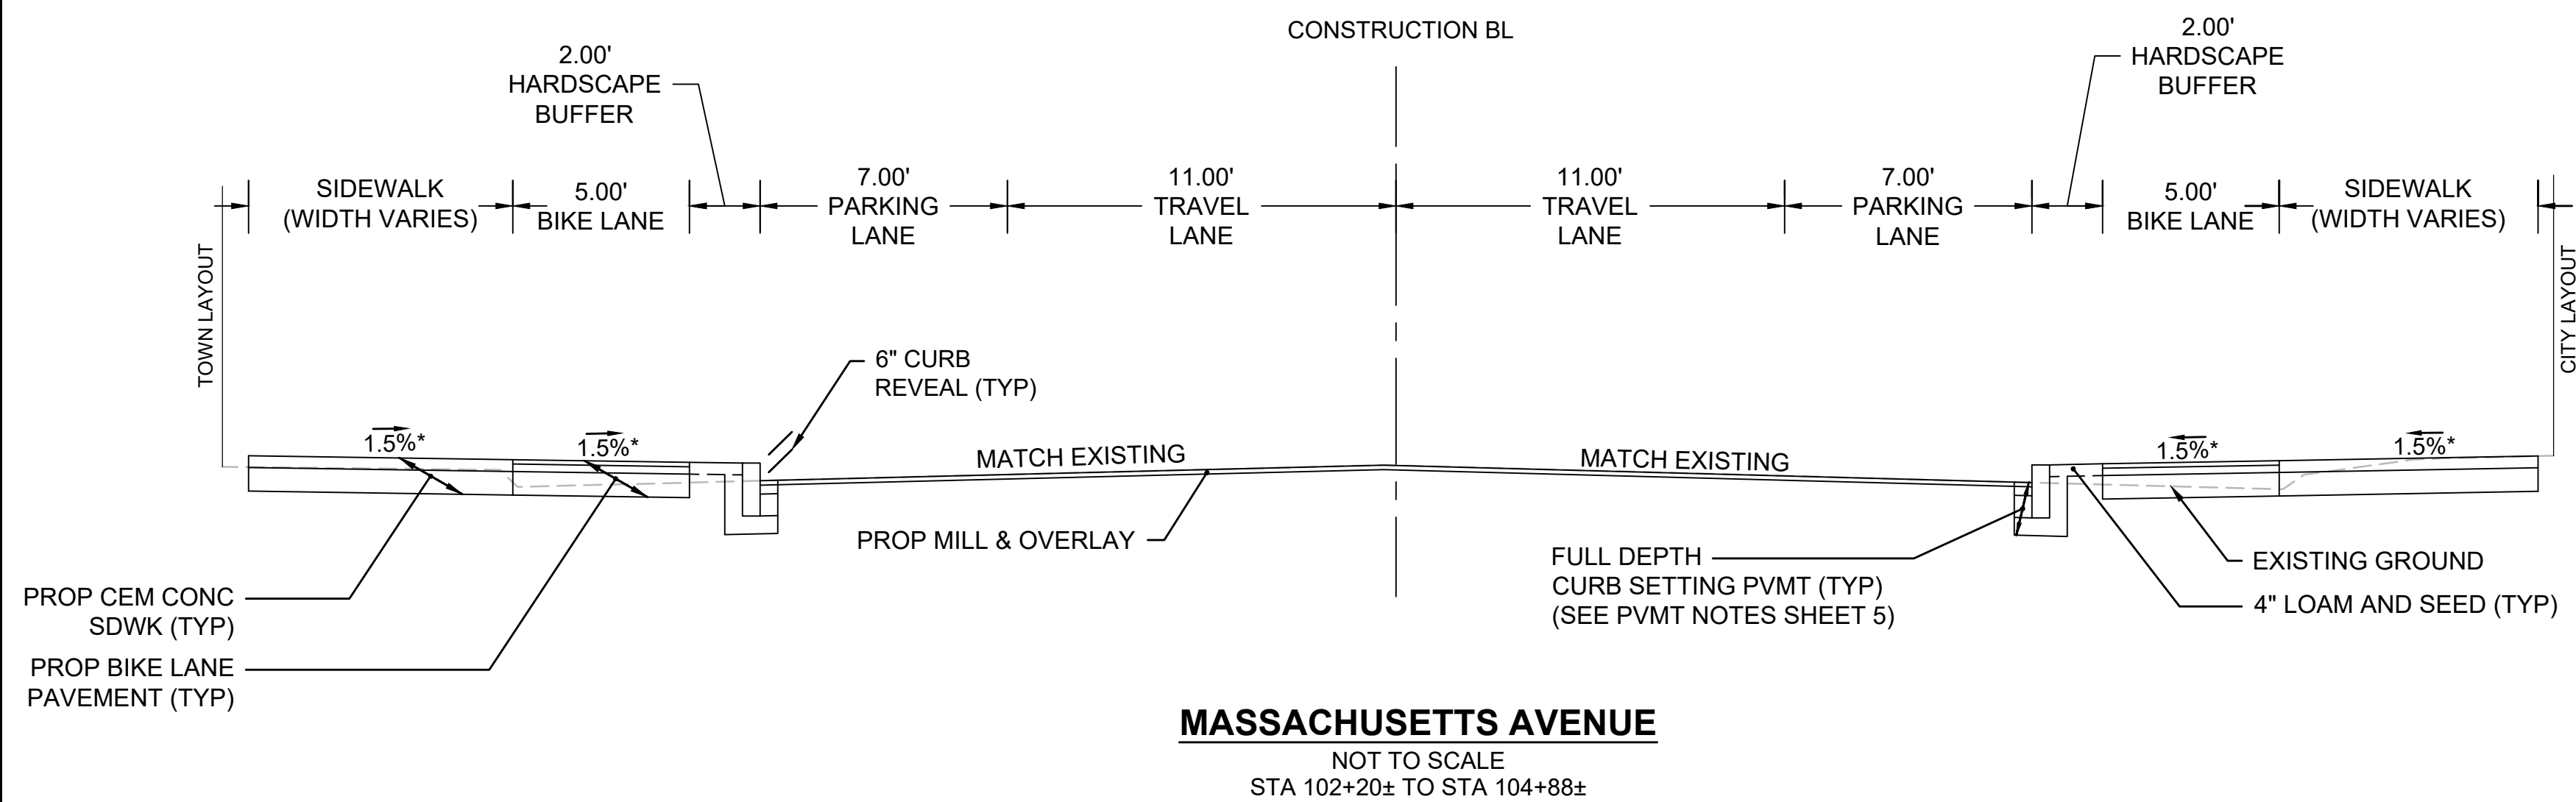 CONSTRUCTION BL
2.00'
HARDSCAPE
BUFFER
2.00'
HARDSCAPE
BUFFER
SIDEWALK
(WIDTH VARIES)
5.00'
BIKE LANE
7.00'
PARKING
LANE
11.00'
TRAVEL
LANE
11.00'
TRAVEL
LANE
7.00'
PARKING
LANE
5.00'
BIKE LANE
SIDEWALK
(WIDTH VARIES)
TOWN LAYOUT
CITY LAYOUT
6" CURB
REVEAL (TYP)
1.5%*
1.5%*
MATCH EXISTING
MATCH EXISTING
1.5%*
1.5%*
PROP MILL & OVERLAY
FULL DEPTH
CURB SETTING PVMT (TYP)
(SEE PVMT NOTES SHEET 5)
EXISTING GROUND
4" LOAM AND SEED (TYP)
PROP CEM CONC
SDWK (TYP)
PROP BIKE LANE
PAVEMENT (TYP)
MASSACHUSETTS AVENUE
NOT TO SCALE
STA 102+20± TO STA 104+88±